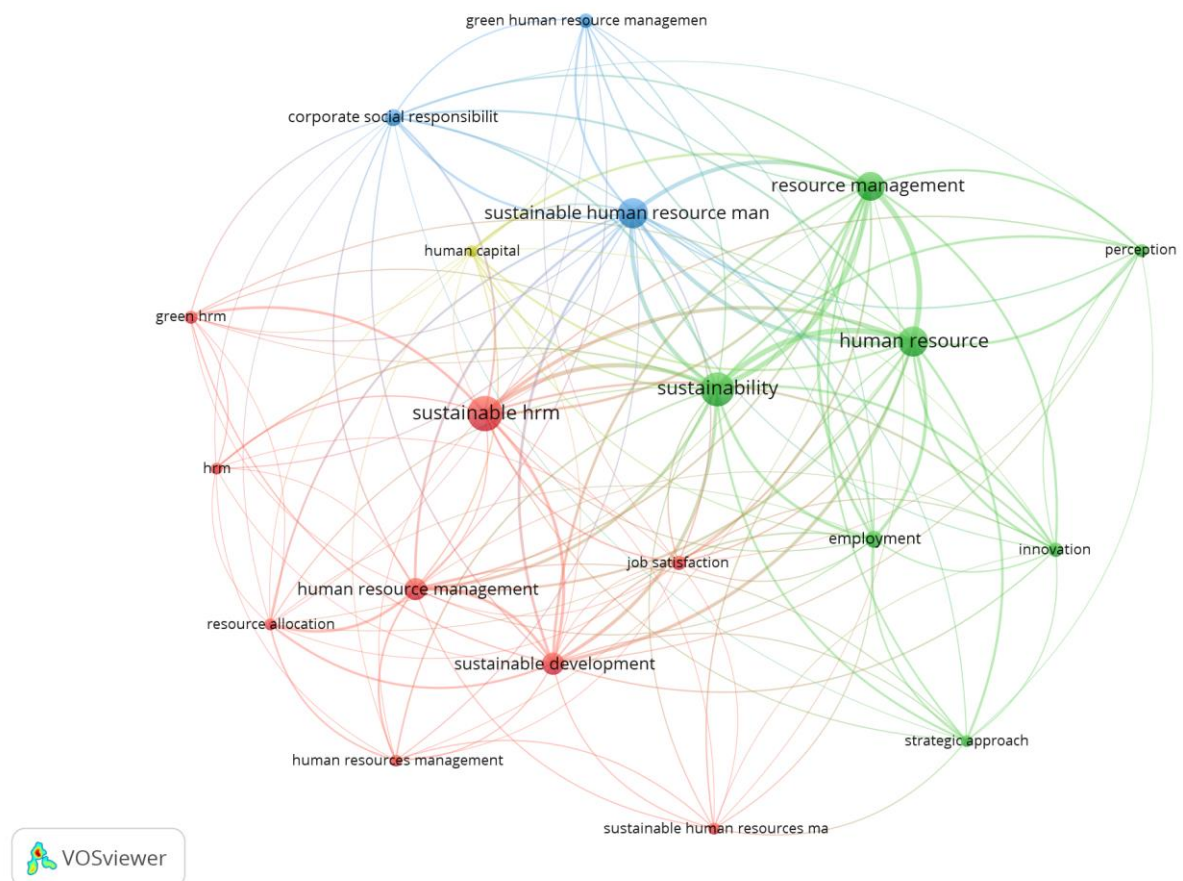 green human resource managemen
corporate social responsibilit
resource management
sustainable human resource man
human capital
perception
green hrm
human resource
sustainability
sustainable hrm
hrm
employment
innovation
job satisfaction
human resource management
resource allocation
sustainable development
strategic approach
human resources management
sustainable human resources ma
VOSviewer